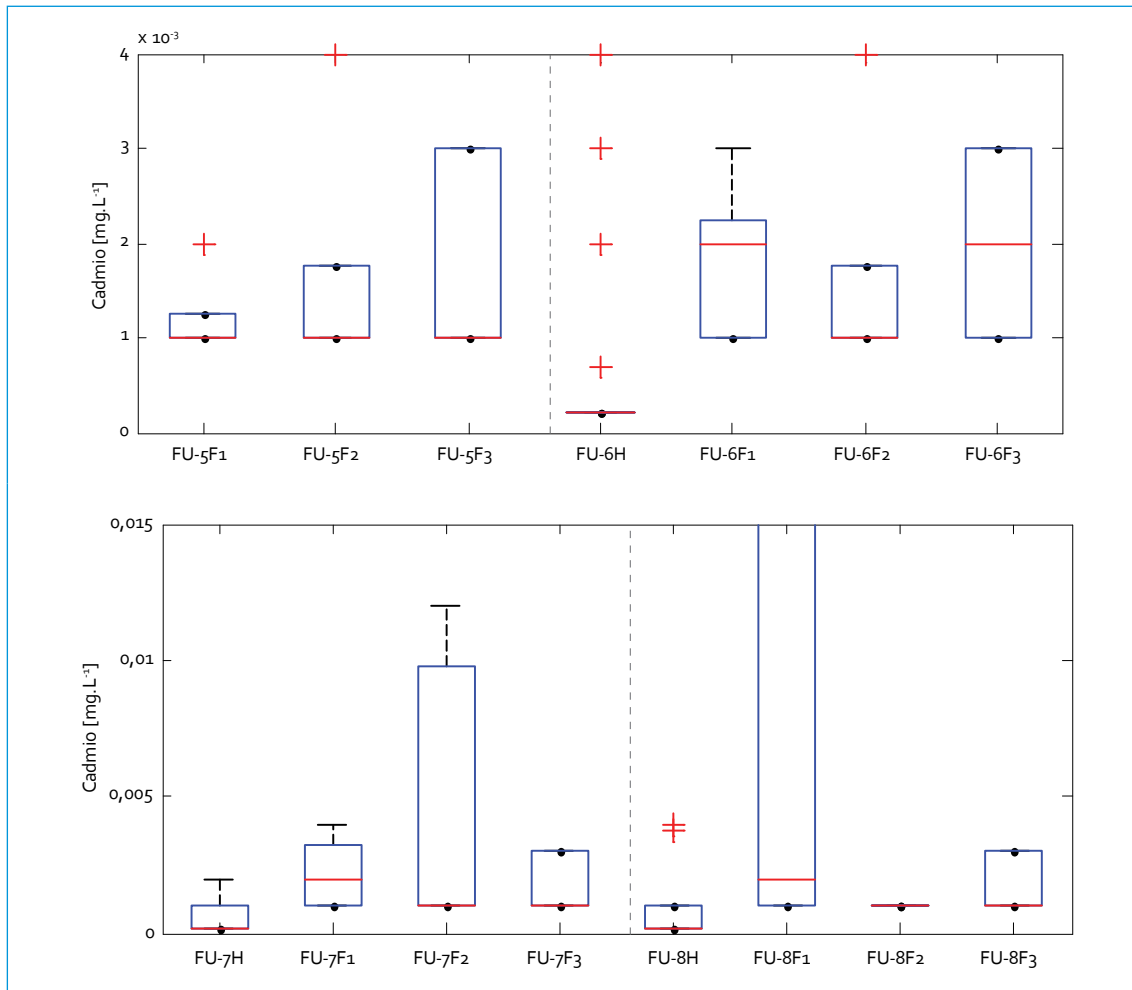 x 10⁻³
4
3
2
1
0
Cadmio [mg.L⁻¹]
FU-5F1 FU-5F2 FU-5F3 FU-6H FU-6F1 FU-6F2 FU-6F3
0,015
0,01
0,005
0
Cadmio [mg.L⁻¹]
FU-7H FU-7F1 FU-7F2 FU-7F3 FU-8H FU-8F1 FU-8F2 FU-8F3